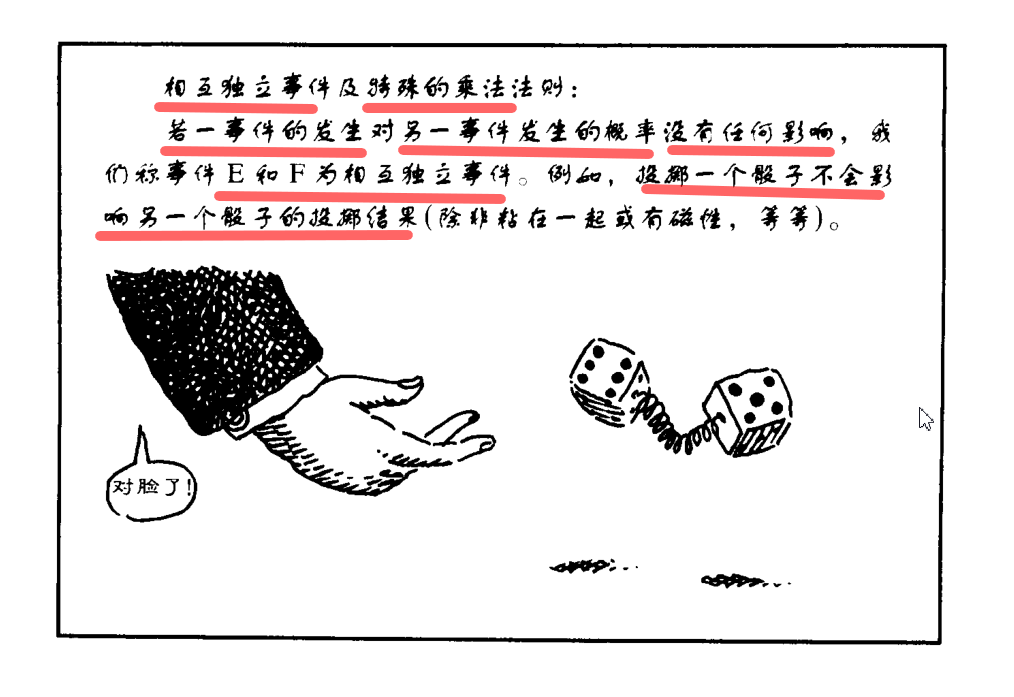 相互独立事件及特殊的乘法法则:
若一事件的发生对另一事件发生的概率没有任何影响,我
们称事件E和F为相互独立事件。例如,投掷一个骰子不会影
响另一个骰子的投掷结果(除非粘在一起或有磁性,等等)。
对脸了!